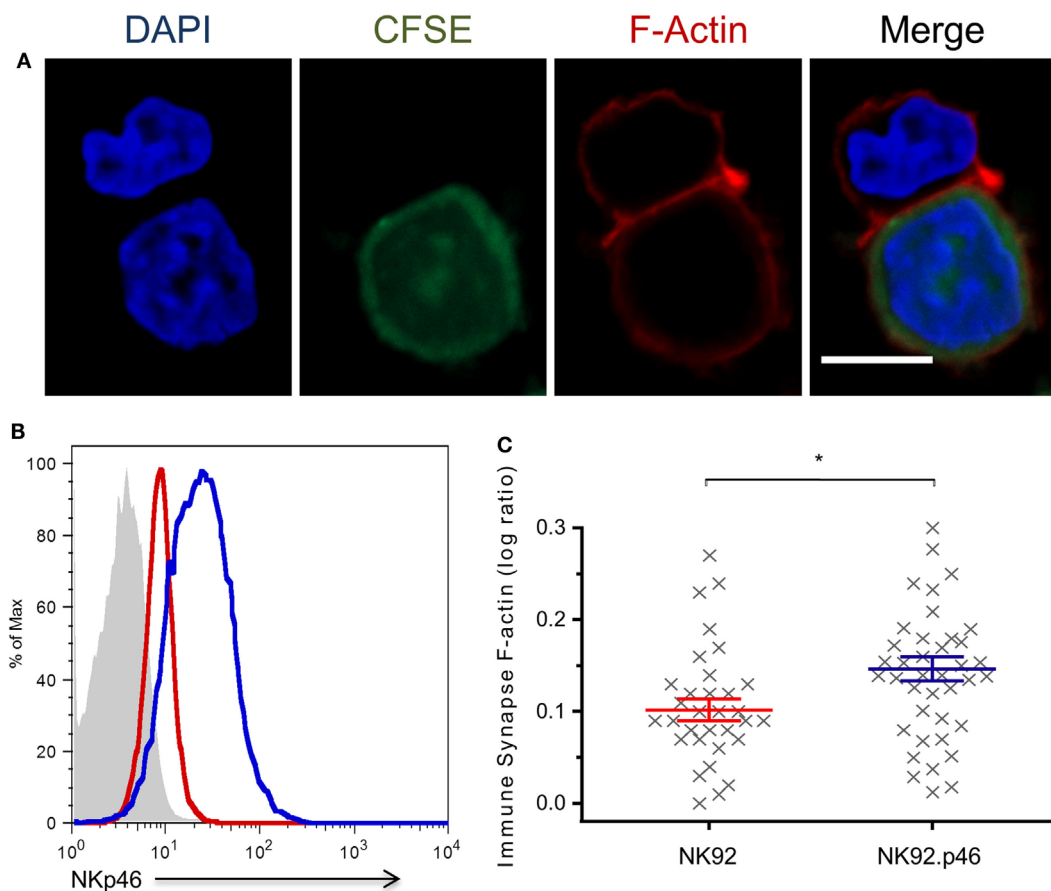 DAPI CFSE F-Actin Merge
A
B
100
80
60
40
20
0
% of Max
100 101 102 103 104
NKp46
C
*
0.3
0.2
0.1
0.0
Immune Synapse F-actin (log ratio)
NK92 NK92.p46